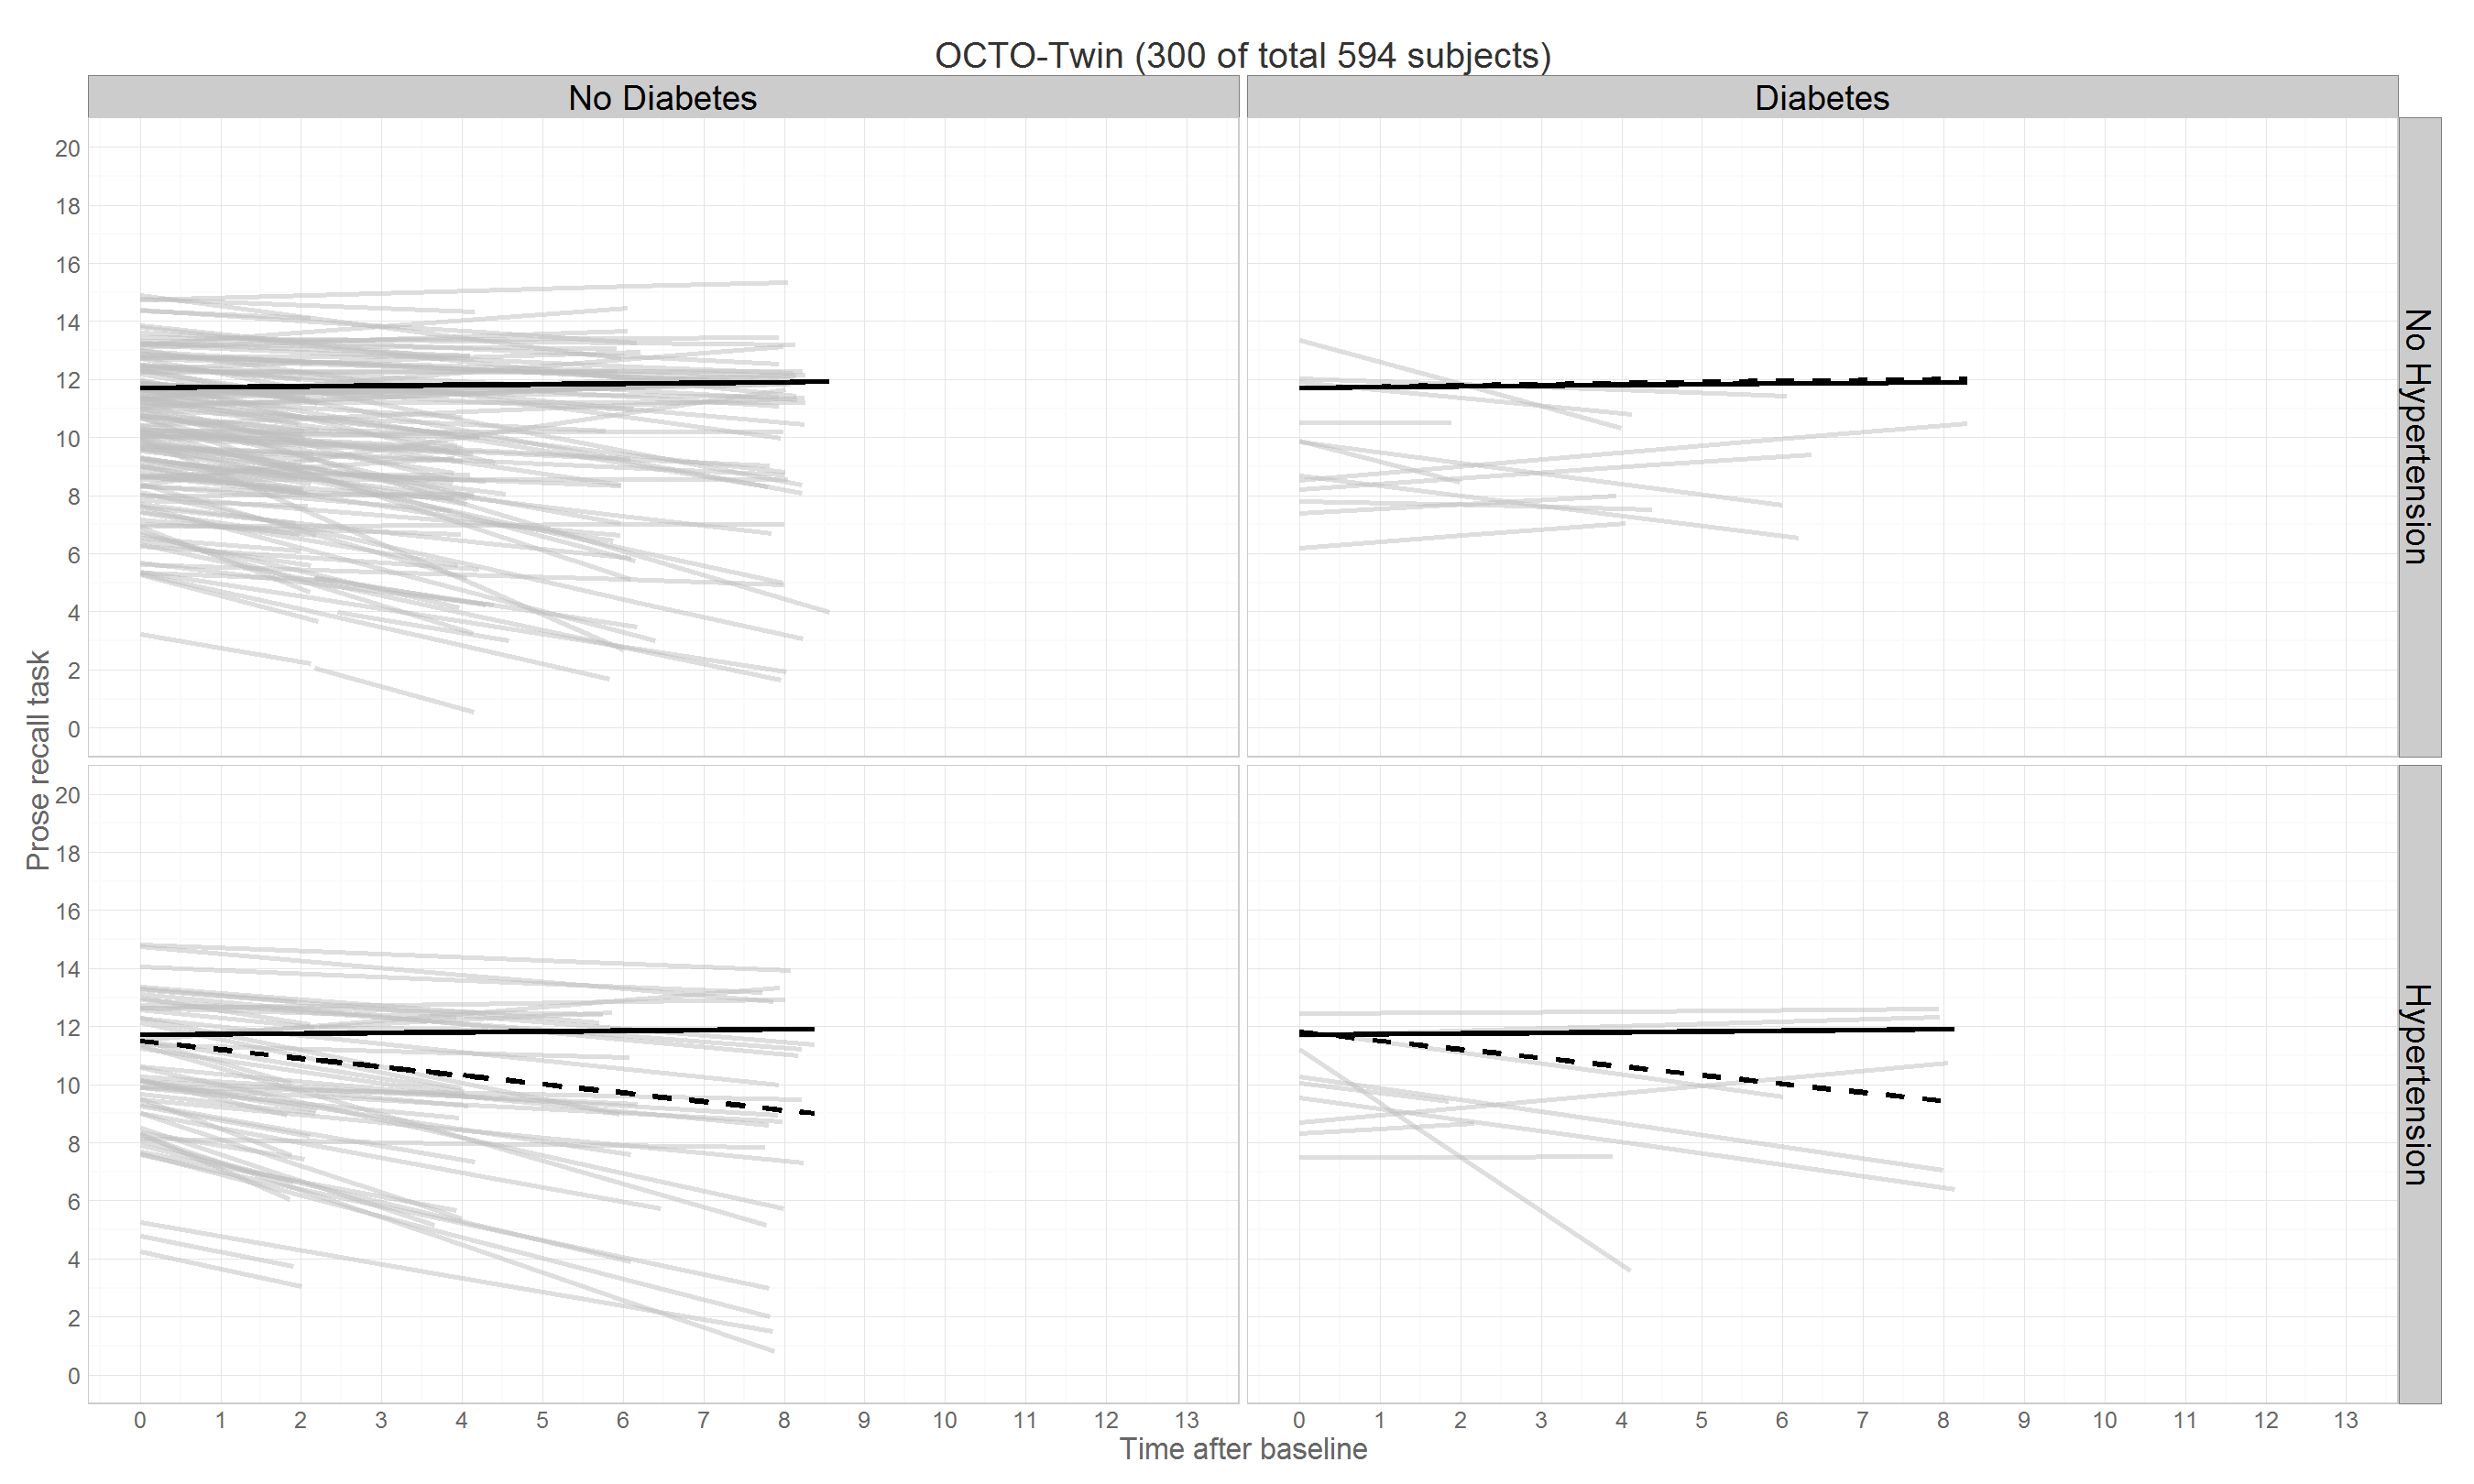 OCTO-Twin (300 of total 594 subjects)
No Diabetes
Diabetes
20
18
16
14
12
10
8
6
4
2
0
No Hypertension
Prose recall task
20
18
16
14
12
10
8
6
4
2
0
Hypertension
0 1 2 3 4 5 6 7 8 9 10 11 12 13
0 1 2 3 4 5 6 7 8 9 10 11 12 13
Time after baseline